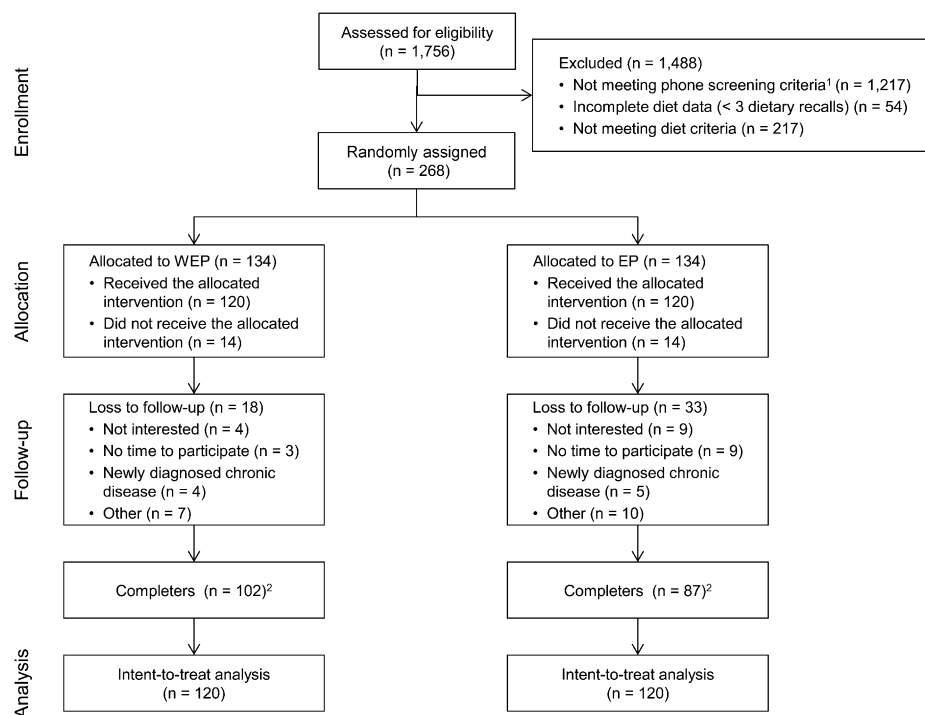 Enrollment
Assessed for eligibility
(n = 1,756)
Excluded (n = 1,488)
• Not meeting phone screening criteria¹ (n = 1,217)
• Incomplete diet data (< 3 dietary recalls) (n = 54)
• Not meeting diet criteria (n = 217)
Randomly assigned
(n = 268)
Allocation
Allocated to WEP (n = 134)
• Received the allocated
intervention (n = 120)
• Did not receive the allocated
intervention (n = 14)
Allocated to EP (n = 134)
• Received the allocated
intervention (n = 120)
• Did not receive the allocated
intervention (n = 14)
Follow-up
Loss to follow-up (n = 18)
• Not interested (n = 4)
• No time to participate (n = 3)
• Newly diagnosed chronic
disease (n = 4)
• Other (n = 7)
Loss to follow-up (n = 33)
• Not interested (n = 9)
• No time to participate (n = 9)
• Newly diagnosed chronic
disease (n = 5)
• Other (n = 10)
Completers (n = 102)²
Completers (n = 87)²
Analysis
Intent-to-treat analysis
(n = 120)
Intent-to-treat analysis
(n = 120)